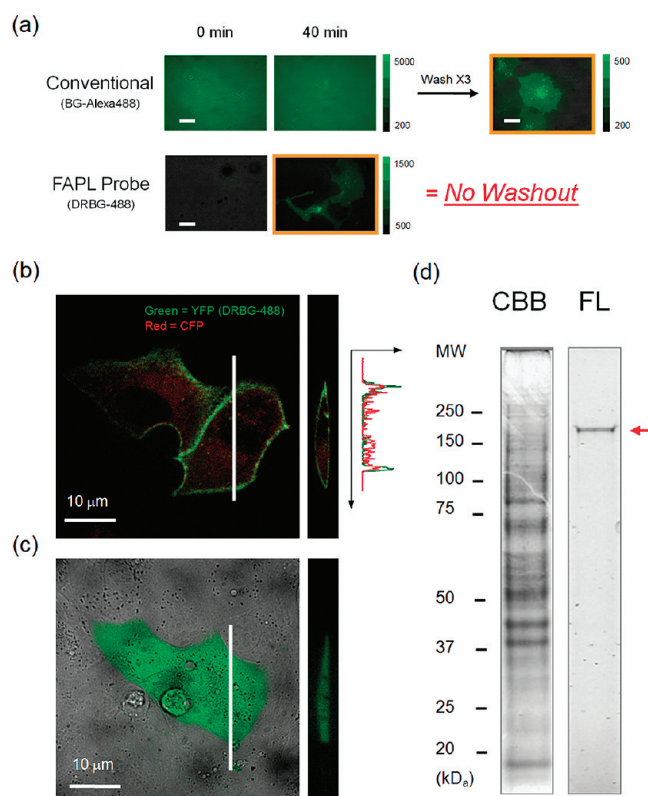 (a)
0 min 40 min
Conventional
(BG-Alexa488)
5000
200
Wash X3
500
200
FAPL Probe
(DRBG-488)
1500
500
= No Washout
(b)
Green = YFP (DRBG-488)
Red = CFP
10 μm
(c)
10 μm
(d)
CBB FL
MW
250
150
100
75
50
37
25
20
(kDa)